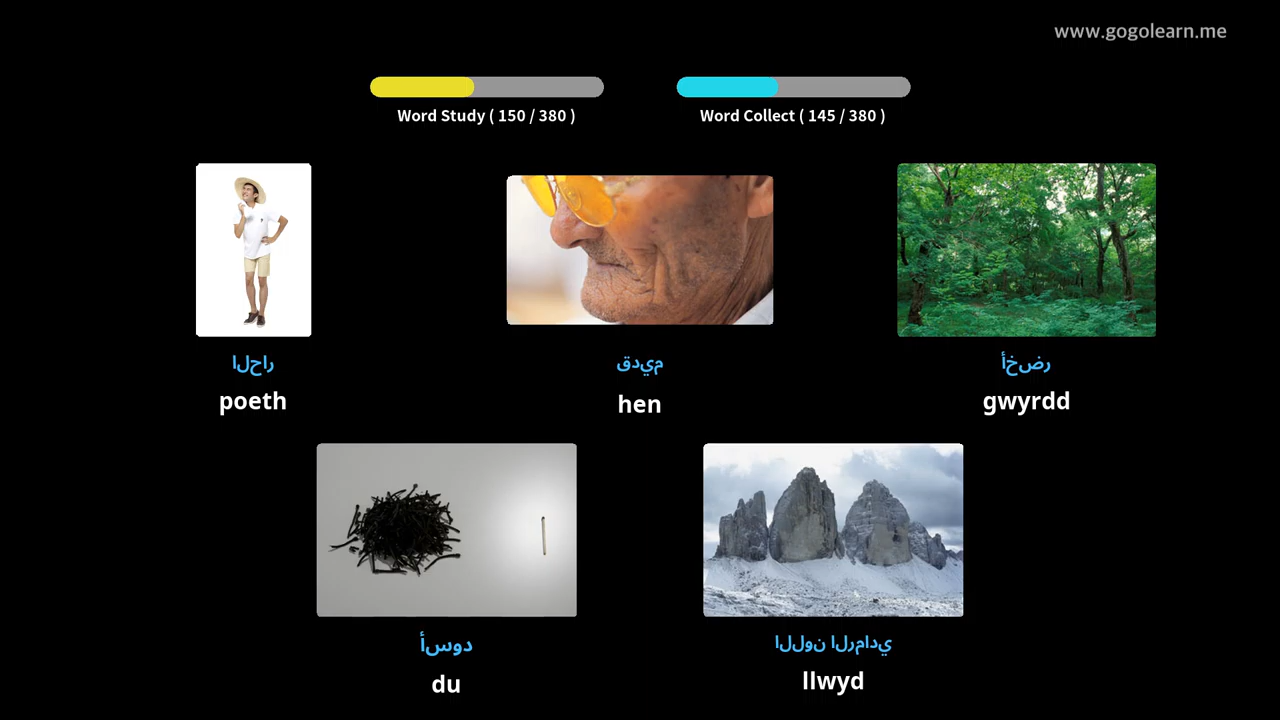 www.gogolearn.me
Word Study ( 150 / 380 )
Word Collect ( 145 / 380 )
الحار
قديم
أخضر
poeth
hen
gwyrdd
أسود
اللون الرمادي
du
llwyd